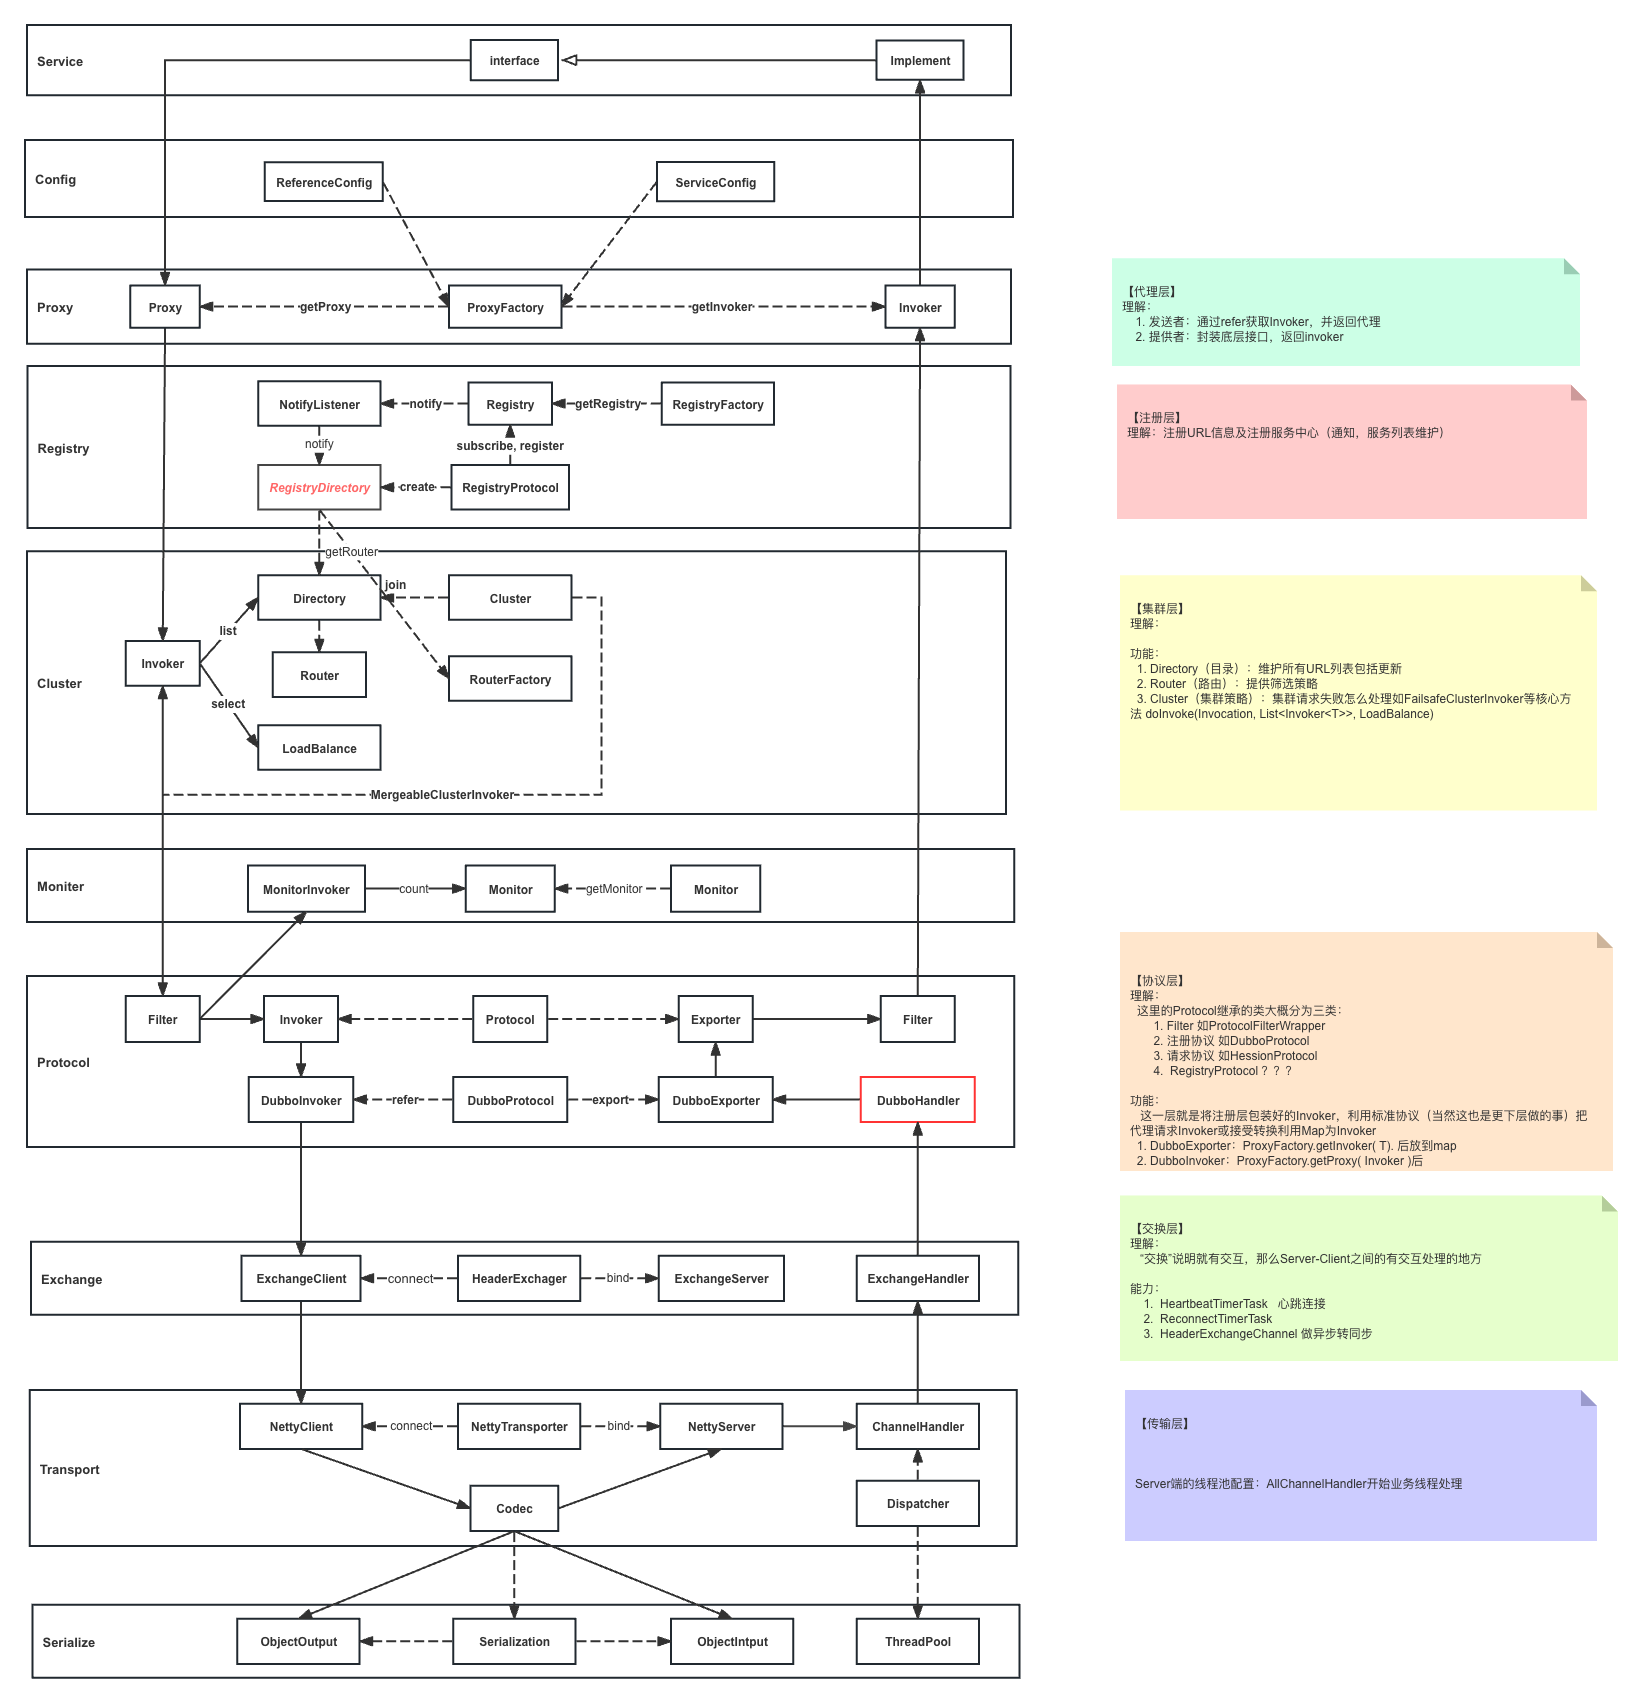 Service
interface
Implement
Config
ReferenceConfig
ServiceConfig
Proxy
Proxy
getProxy
ProxyFactory
getInvoker
Invoker
【代理层】
理解：
1. 发送者：通过refer获取Invoker，并返回代理
2. 提供者：封装底层接口，返回invoker
Registry
NotifyListener
notify
Registry
getRegistry
RegistryFactory
notify
subscribe, register
RegistryDirectory
create
RegistryProtocol
【注册层】
理解：注册URL信息及注册服务中心（通知，服务列表维护）
getRouter
Cluster
Directory
join
Cluster
list
Invoker
Router
RouterFactory
select
LoadBalance
MergeableClusterInvoker
【集群层】
理解：
功能：
1. Directory（目录）：维护所有URL列表包括更新
2. Router（路由）：提供筛选策略
3. Cluster（集群策略）：集群请求失败怎么处理如FailsafeClusterInvoker等核心方
法 doInvoke(Invocation, List<Invoker<T>>, LoadBalance)
Moniter
MonitorInvoker
count
Monitor
getMonitor
Monitor
Protocol
Filter
Invoker
Protocol
Exporter
Filter
DubboInvoker
refer
DubboProtocol
export
DubboExporter
DubboHandler
【协议层】
理解：
这里的Protocol继承的类大概分为三类：
1. Filter 如ProtocolFilterWrapper
2. 注册协议 如DubboProtocol
3. 请求协议 如HessionProtocol
4. RegistryProtocol？？？
功能：
这一层就是将注册层包装好的Invoker，利用标准协议（当然这也是更下层做的事）把
代理请求Invoker或接受转换利用Map为Invoker
1. DubboExporter：ProxyFactory.getInvoker( T). 后放到map
2. DubboInvoker：ProxyFactory.getProxy( Invoker )后
Exchange
ExchangeClient
connect
HeaderExchager
bind
ExchangeServer
ExchangeHandler
【交换层】
理解：
“交换”说明就有交互，那么Server-Client之间的有交互处理的地方
能力：
1. HeartbeatTimerTask 心跳连接
2. ReconnectTimerTask
3. HeaderExchangeChannel 做异步转同步
Transport
NettyClient
connect
NettyTransporter
bind
NettyServer
ChannelHandler
Codec
Dispatcher
【传输层】
Server端的线程池配置：AllChannelHandler开始业务线程处理
Serialize
ObjectOutput
Serialization
ObjectIntput
ThreadPool